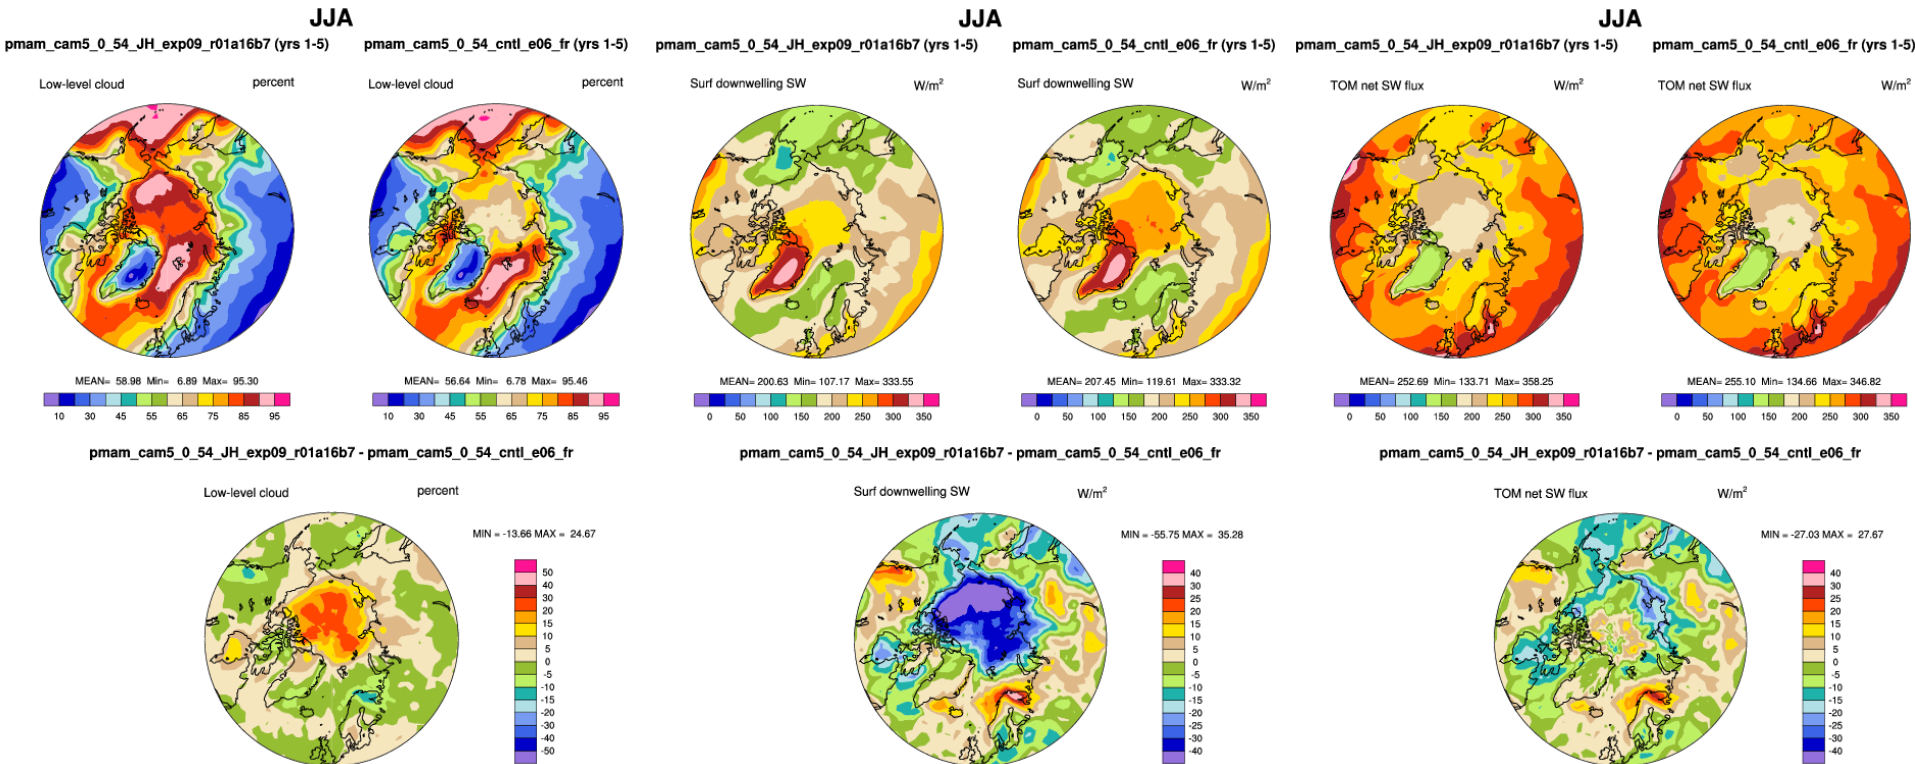 JJA JJA JJA
pmam_cam5_0_54_JH_exp09_r01a16b7 (yrs 1-5) pmam_cam5_0_54_cntl_e06_fr (yrs 1-5) pmam_cam5_0_54_JH_exp09_r01a16b7 (yrs 1-5) pmam_cam5_0_54_cntl_e06_fr (yrs 1-5) pmam_cam5_0_54_JH_exp09_r01a16b7 (yrs 1-5) pmam_cam5_0_54_cntl_e06_fr (yrs 1-5)
Low-level cloud percent Low-level cloud percent Surf downwelling SW W/m² Surf downwelling SW W/m² TOM net SW flux W/m² TOM net SW flux W/m²
MEAN= 58.98 Min= 6.89 Max= 95.30 MEAN= 56.64 Min= 6.78 Max= 95.46 MEAN= 200.63 Min= 107.17 Max= 333.55 MEAN= 207.45 Min= 119.61 Max= 333.32 MEAN= 252.69 Min= 133.71 Max= 358.25 MEAN= 255.10 Min= 134.66 Max= 346.82
10 30 45 55 65 75 85 95 10 30 45 55 65 75 85 95 0 50 100 150 200 250 300 350 0 50 100 150 200 250 300 350 0 50 100 150 200 250 300 350 0 50 100 150 200 250 300 350
pmam_cam5_0_54_JH_exp09_r01a16b7 - pmam_cam5_0_54_cntl_e06_fr pmam_cam5_0_54_JH_exp09_r01a16b7 - pmam_cam5_0_54_cntl_e06_fr pmam_cam5_0_54_JH_exp09_r01a16b7 - pmam_cam5_0_54_cntl_e06_fr
Low-level cloud percent Surf downwelling SW W/m² TOM net SW flux W/m²
MIN = -13.66 MAX = 24.67 MIN = -55.75 MAX = 35.28 MIN = -27.03 MAX = 27.67
50 40 40
40 35 35
30 30 30
20 25 25
15 20 20
10 15 15
5 10 10
0 5 5
-5 0 0
-10 -5 -5
-15 -10 -10
-20 -15 -15
-30 -20 -20
-40 -25 -25
-50 -30 -30
-35 -35
-40 -40